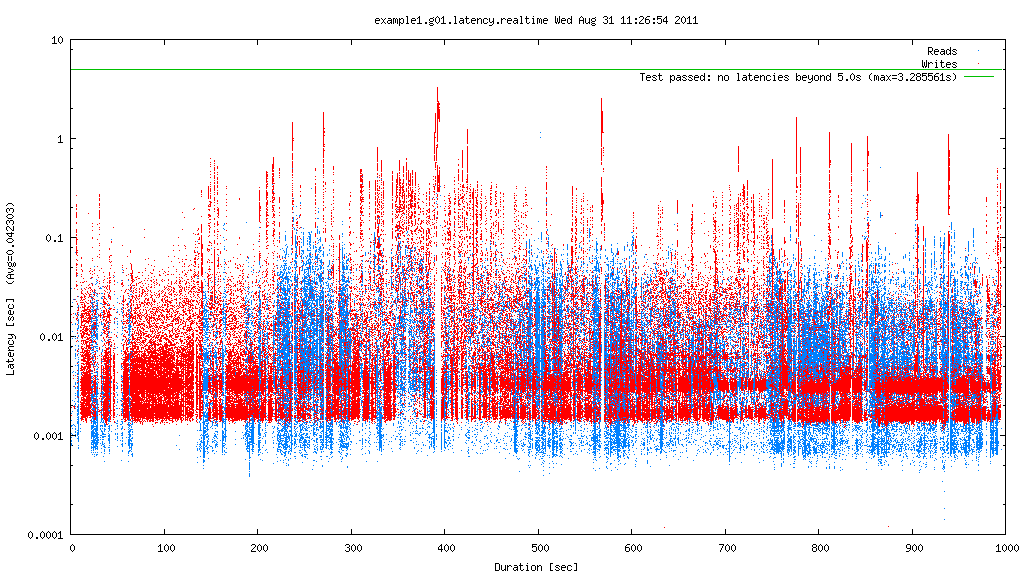 example1.g01.latency.realtime Wed Aug 31 11:26:54 2011
10
Reads
Writes
Test passed: no latencies beyond 5.0s (max=3.285561s)
1
0.1
0.01
0.001
0.0001
Latency [sec] (Avg=0.042303)
0 100 200 300 400 500 600 700 800 900 1000
Duration [sec]